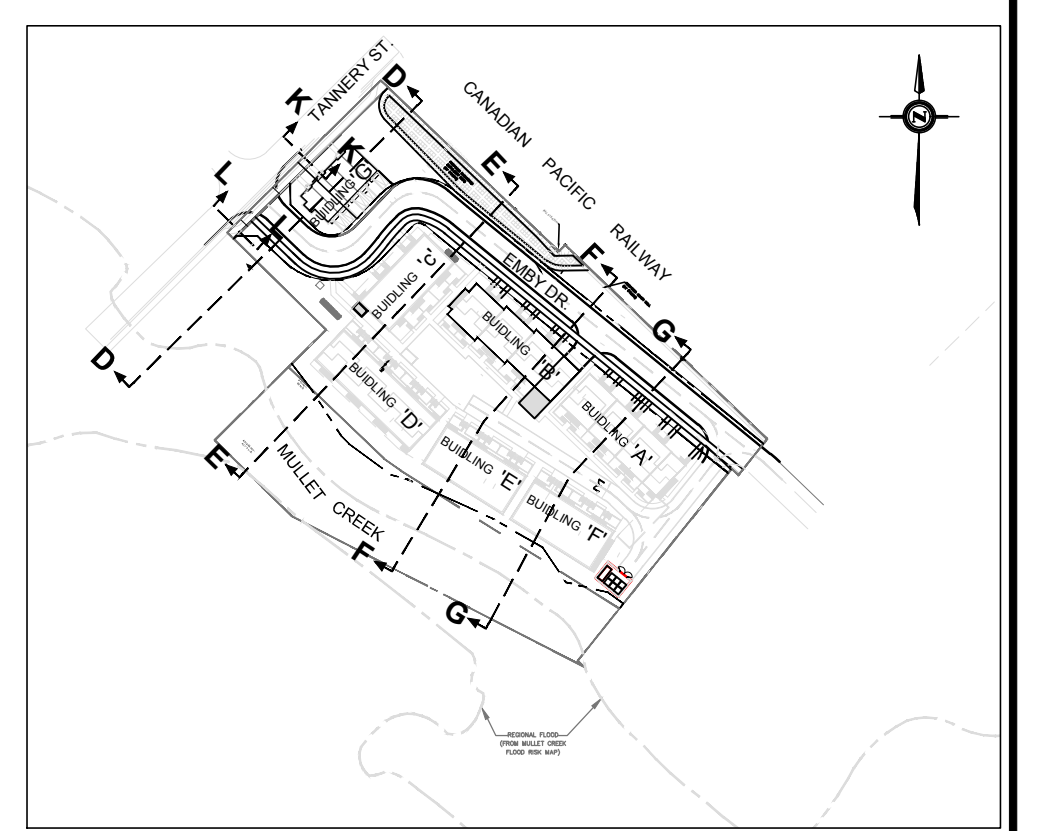 TANNERY ST.
D
K
CANADIAN PACIFIC RAILWAY
N
E
K
L
BUIDLING 'G'
L
F
EMBY DR.
G
BUIDLING 'C'
BUIDLING 'B'
D
BUIDLING 'D'
BUIDLING 'A'
E
BUIDLING 'E'
MULLET CREEK
BUIDLING 'F'
F
G
REGIONAL FLOOD
(FROM MULLET CREEK
FLOOD RISK MAP)